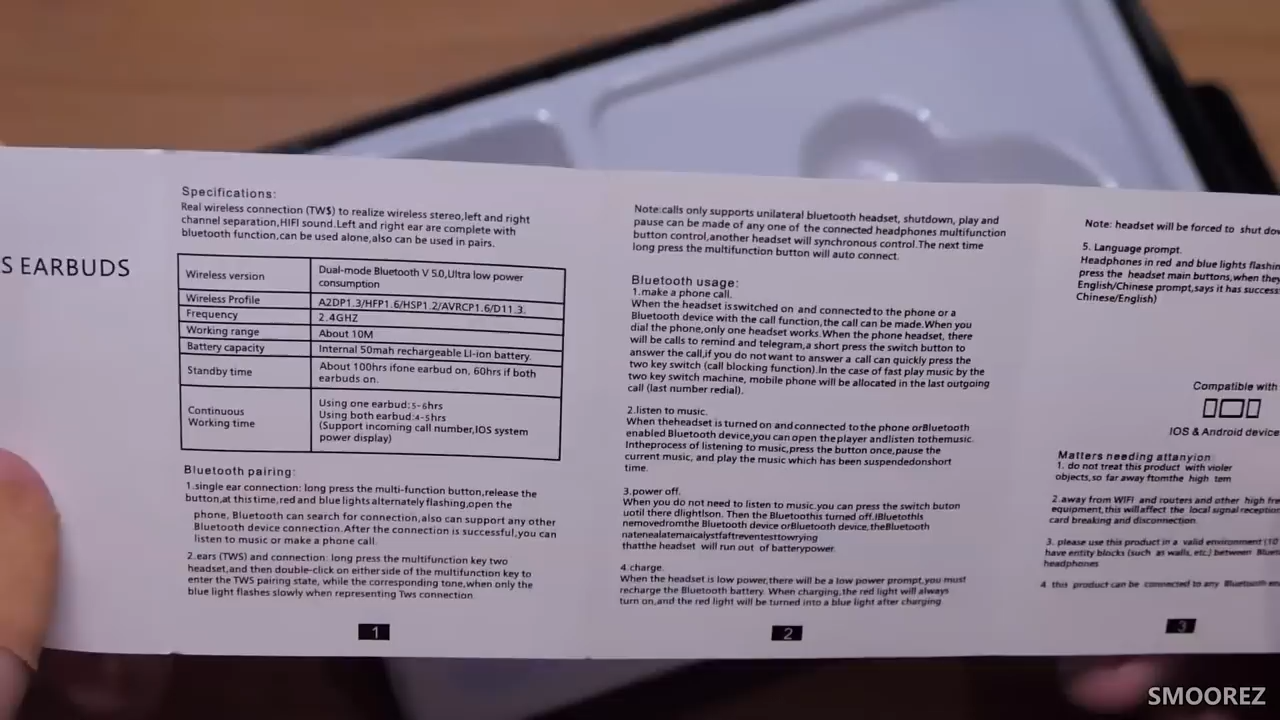 S EARBUDS
Specifications:
Real wireless connection (TWS) to realize wireless stereo,left and right
channel separation,HIFI sound.Left and right ear are complete with
bluetooth function,can be used alone,also can be used in pairs.
Wireless version
Dual-mode Bluetooth V 5.0,Ultra low power
consumption
Wireless Profile
A2DP1.3/HFP1.6/HSP1.2/AVRCP1.6/D11.3.
Frequency
2.4GHZ
Working range
About 10M
Battery capacity
Internal 50mah rechargeable LI-ion battery.
Standby time
About 100hrs ifone earbud on, 60hrs if both
earbuds on.
Continuous
Working time
Using one earbud:5-6hrs
Using both earbud:4-5hrs
(Support incoming call number,IOS system
power display)
Bluetooth pairing:
1.single ear connection: long press the multi-function button,release the
button,at this time,red and blue lights alternately flashing,open the
phone, Bluetooth can search for connection,also can support any other
Bluetooth device connection.After the connection is successful,you can
listen to music or make a phone call.
2.ears (TWS) and connection: long press the multifunction key two
headset,and then double-click on either side of the multifunction key to
enter the TWS pairing state, while the corresponding tone,when only the
blue light flashes slowly when representing Tws connection
1
Note:calls only supports unilateral bluetooth headset, shutdown, play and
pause can be made of any one of the connected headphones multifunction
button control,another headset will synchronous control.The next time
long press the multifunction button will auto connect.
Bluetooth usage:
1.make a phone call.
When the headset is switched on and connected to the phone or a
Bluetooth device with the call function,the call can be made.When you
dial the phone,only one headset works.When the phone headset, there
will be calls to remind and telegram,a short press the switch button to
answer the call,if you do not want to answer a call can quickly press the
two key switch (call blocking function).In the case of fast play music by the
two key switch machine, mobile phone will be allocated in the last outgoing
call (last number redial).
2.listen to music.
When theheadset is turned on and connected to the phone orBluetooth
enabled Bluetooth device,you can open the player andlisten tothemusic.
Intheprocess of listening to music,press the button once,pause the
current music, and play the music which has been suspendedonshort
time.
3.power off.
When you do not need to listen to music.you can press the switch buton
uotil there dlightlson. Then the Bluetoothis turned off.IBluetothls
removedromthe Bluetooth device orBluetooth device,theBluetooth
thatthe headset will run out of batterypower.
4.charge.
When the headset is low power,there will be a low power prompt,you must
recharge the Bluetooth battery. When charging,the red light will always
turn on,and the red light will be turned into a blue light after charging
2
Note: headset will be forced to shut dov
5. Language prompt.
Headphones in red and blue lights flashin
press the headset main buttons,when they
English/Chinese prompt,says it has success
Chinese/English)
Compatible with
IOS & Android device
Matters needing attanyion
1. do not treat this product with violer
objects,so far away ftomthe high tem
2.away from WIFI and routers and other high fre
equipment,this will affect the local signal reception
card breaking and disconnection.
3. please use this product in a valid environment (10
have entity blocks (such as walls, etc.) between Bluet
headphones
4 this product can be connected to any Bluetooth en
3
SMOOREZ